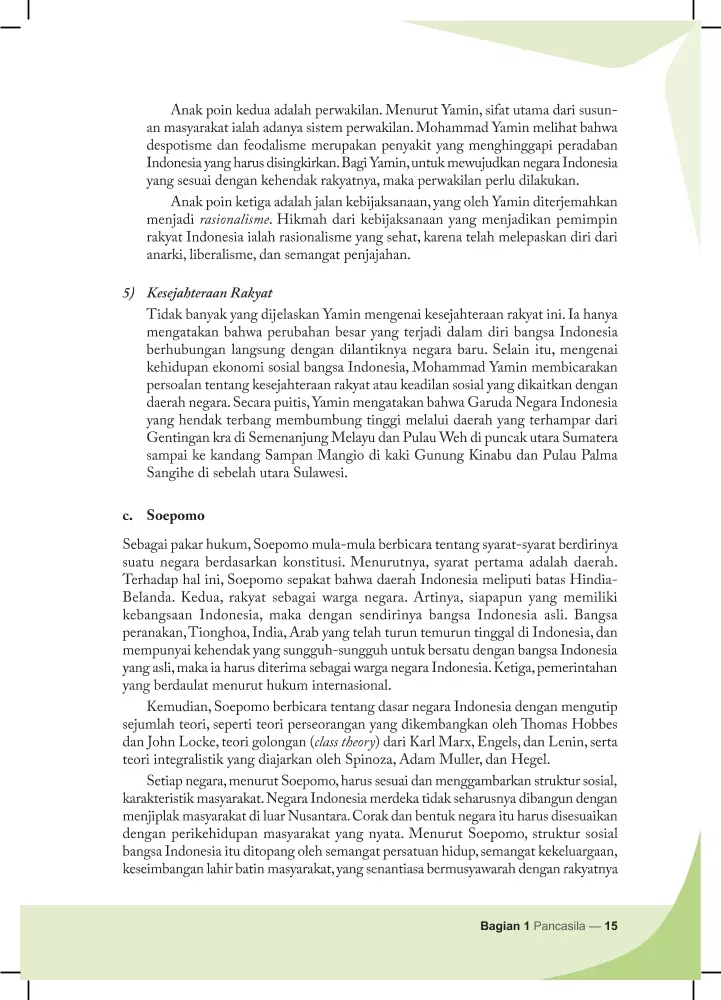 Anak poin kedua adalah perwakilan. Menurut Yamin, sifat utama dari susun-
an masyarakat ialah adanya sistem perwakilan. Mohammad Yamin melihat bahwa
despotisme dan feodalisme merupakan penyakit yang menghinggapi peradaban
Indonesia yang harus disingkirkan. Bagi Yamin, untuk mewujudkan negara Indonesia
yang sesuai dengan kehendak rakyatnya, maka perwakilan perlu dilakukan.
Anak poin ketiga adalah jalan kebijaksanaan, yang oleh Yamin diterjemahkan
menjadi rasionalisme. Hikmah dari kebijaksanaan yang menjadikan pemimpin
rakyat Indonesia ialah rasionalisme yang sehat, karena telah melepaskan diri dari
anarki, liberalisme, dan semangat penjajahan.
5) Kesejahteraan Rakyat
Tidak banyak yang dijelaskan Yamin mengenai kesejahteraan rakyat ini. Ia hanya
mengatakan bahwa perubahan besar yang terjadi dalam diri bangsa Indonesia
berhubungan langsung dengan dilantiknya negara baru. Selain itu, mengenai
kehidupan ekonomi sosial bangsa Indonesia, Mohammad Yamin membicarakan
persoalan tentang kesejahteraan rakyat atau keadilan sosial yang dikaitkan dengan
daerah negara. Secara puitis, Yamin mengatakan bahwa Garuda Negara Indonesia
yang hendak terbang membumbung tinggi melalui daerah yang terhampar dari
Gentingan kra di Semenanjung Melayu dan Pulau Weh di puncak utara Sumatera
sampai ke kandang Sampan Mangio di kaki Gunung Kinabu dan Pulau Palma
Sangihe di sebelah utara Sulawesi.
c. Soepomo
Sebagai pakar hukum, Soepomo mula-mula berbicara tentang syarat-syarat berdirinya
suatu negara berdasarkan konstitusi. Menurutnya, syarat pertama adalah daerah.
Terhadap hal ini, Soepomo sepakat bahwa daerah Indonesia meliputi batas Hindia-
Belanda. Kedua, rakyat sebagai warga negara. Artinya, siapapun yang memiliki
kebangsaan Indonesia, maka dengan sendirinya bangsa Indonesia asli. Bangsa
peranakan, Tionghoa, India, Arab yang telah turun temurun tinggal di Indonesia, dan
mempunyai kehendak yang sungguh-sungguh untuk bersatu dengan bangsa Indonesia
yang asli, maka ia harus diterima sebagai warga negara Indonesia. Ketiga, pemerintahan
yang berdaulat menurut hukum internasional.
Kemudian, Soepomo berbicara tentang dasar negara Indonesia dengan mengutip
sejumlah teori, seperti teori perseorangan yang dikembangkan oleh Thomas Hobbes
dan John Locke, teori golongan (class theory) dari Karl Marx, Engels, dan Lenin, serta
teori integralistik yang diajarkan oleh Spinoza, Adam Muller, dan Hegel.
Setiap negara, menurut Soepomo, harus sesuai dan menggambarkan struktur sosial,
karakteristik masyarakat. Negara Indonesia merdeka tidak seharusnya dibangun dengan
menjiplak masyarakat di luar Nusantara. Corak dan bentuk negara itu harus disesuaikan
dengan perikehidupan masyarakat yang nyata. Menurut Soepomo, struktur sosial
bangsa Indonesia itu ditopang oleh semangat persatuan hidup, semangat kekeluargaan,
keseimbangan lahir batin masyarakat, yang senantiasa bermusyawarah dengan rakyatnya
Bagian 1 Pancasila — 15